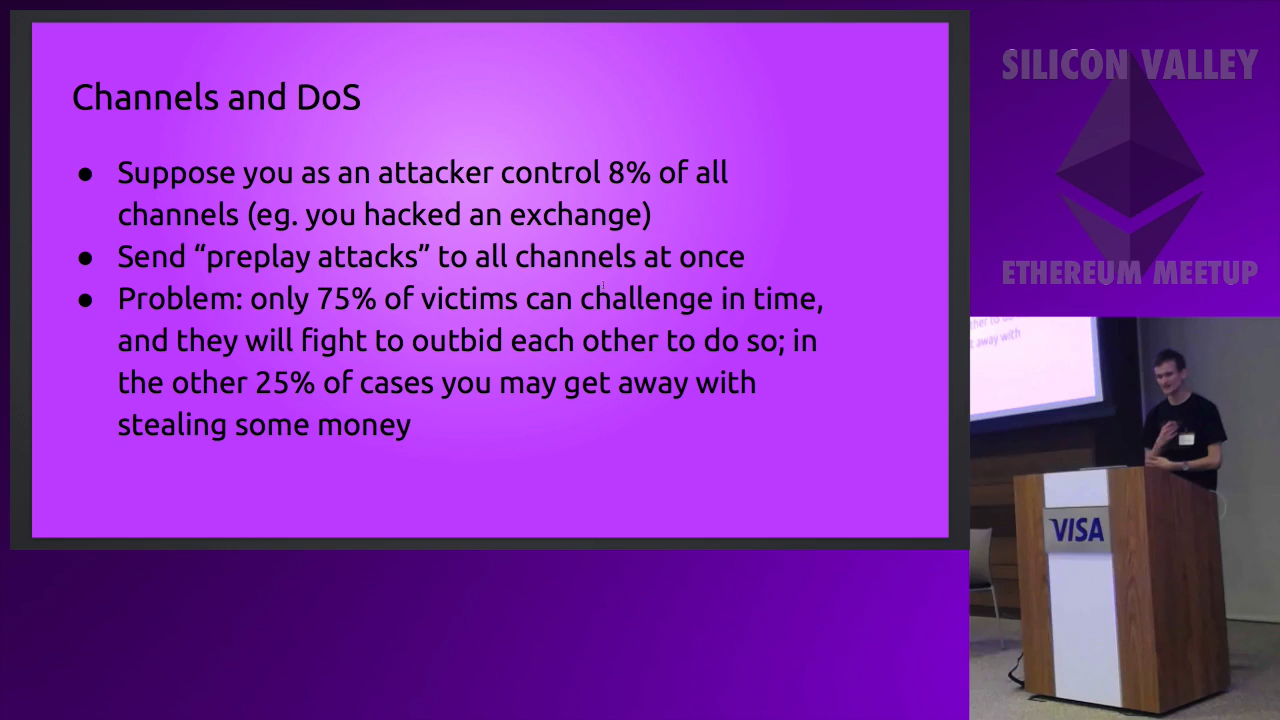 Channels and DoS
● Suppose you as an attacker control 8% of all
channels (eg. you hacked an exchange)
● Send “preplay attacks” to all channels at once
● Problem: only 75% of victims can challenge in time,
and they will fight to outbid each other to do so; in
the other 25% of cases you may get away with
stealing some money
SILICON VALLEY
ETHEREUM MEETUP
away with
VISA